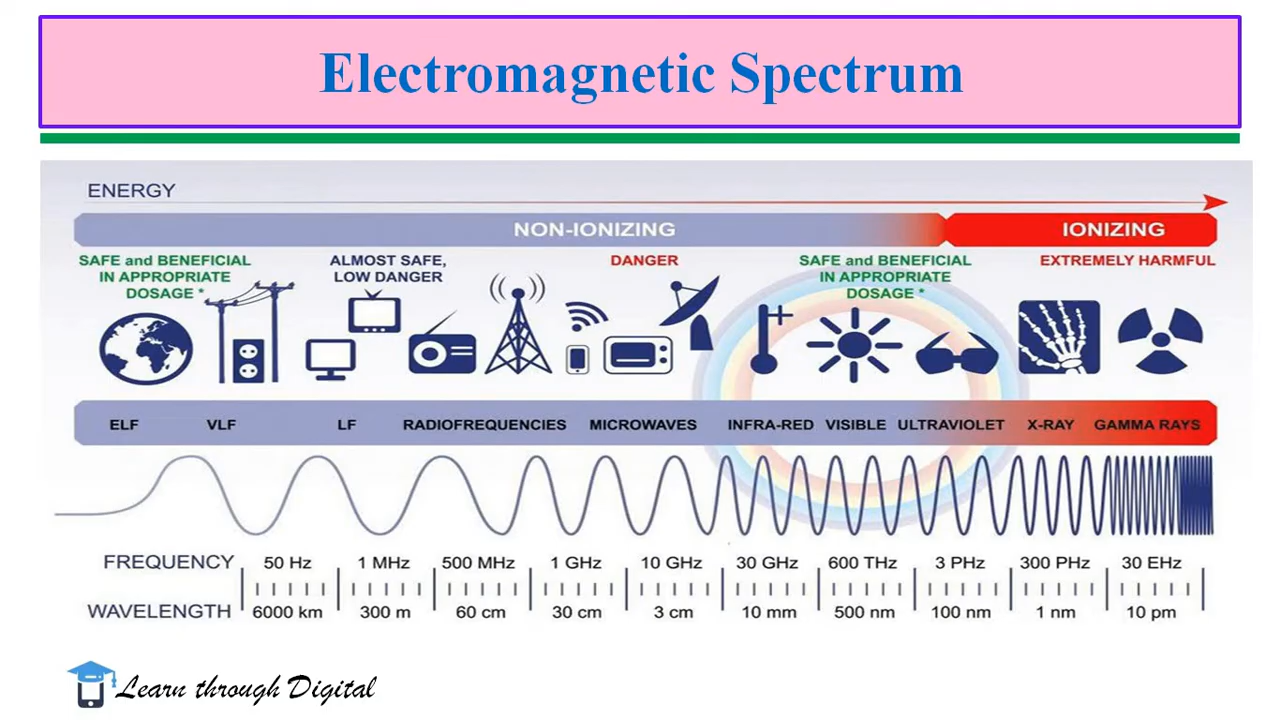 Electromagnetic Spectrum
ENERGY
NON-IONIZING IONIZING
SAFE and BENEFICIAL
IN APPROPRIATE
DOSAGE *
ALMOST SAFE,
LOW DANGER
DANGER
SAFE and BENEFICIAL
IN APPROPRIATE
DOSAGE *
EXTREMELY HARMFUL
ELF VLF LF RADIOFREQUENCIES MICROWAVES INFRA-RED VISIBLE ULTRAVIOLET X-RAY GAMMA RAYS
FREQUENCY 50 Hz 1 MHz 500 MHz 1 GHz 10 GHz 30 GHz 600 THz 3 PHz 300 PHz 30 EHz
WAVELENGTH 6000 km 300 m 60 cm 30 cm 3 cm 10 mm 500 nm 100 nm 1 nm 10 pm
Learn through Digital